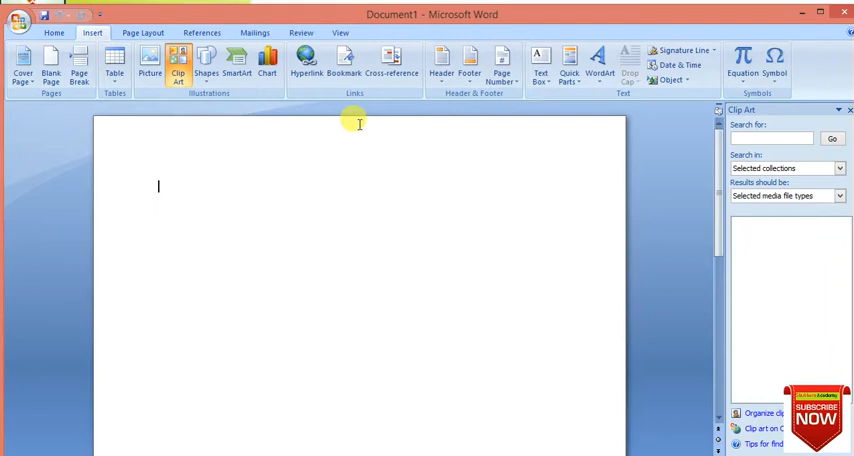 Document1 - Microsoft Word
Home Insert Page Layout References Mailings Review View
Cover Page
Blank Page
Page Break
Table
Picture
Clip Art
Shapes
SmartArt
Chart
Hyperlink
Bookmark
Cross-reference
Header
Footer
Page Number
Text Box
Quick Parts
WordArt
Drop Cap
Signature Line
Date & Time
Object
Equation
Symbol
Pages
Tables
Illustrations
Links
Header & Footer
Text
Symbols
Clip Art
Search for:
Go
Search in:
Selected collections
Results should be:
Selected media file types
Organize clip
Clip art on
Tips for find
SUBSCRIBE
NOW